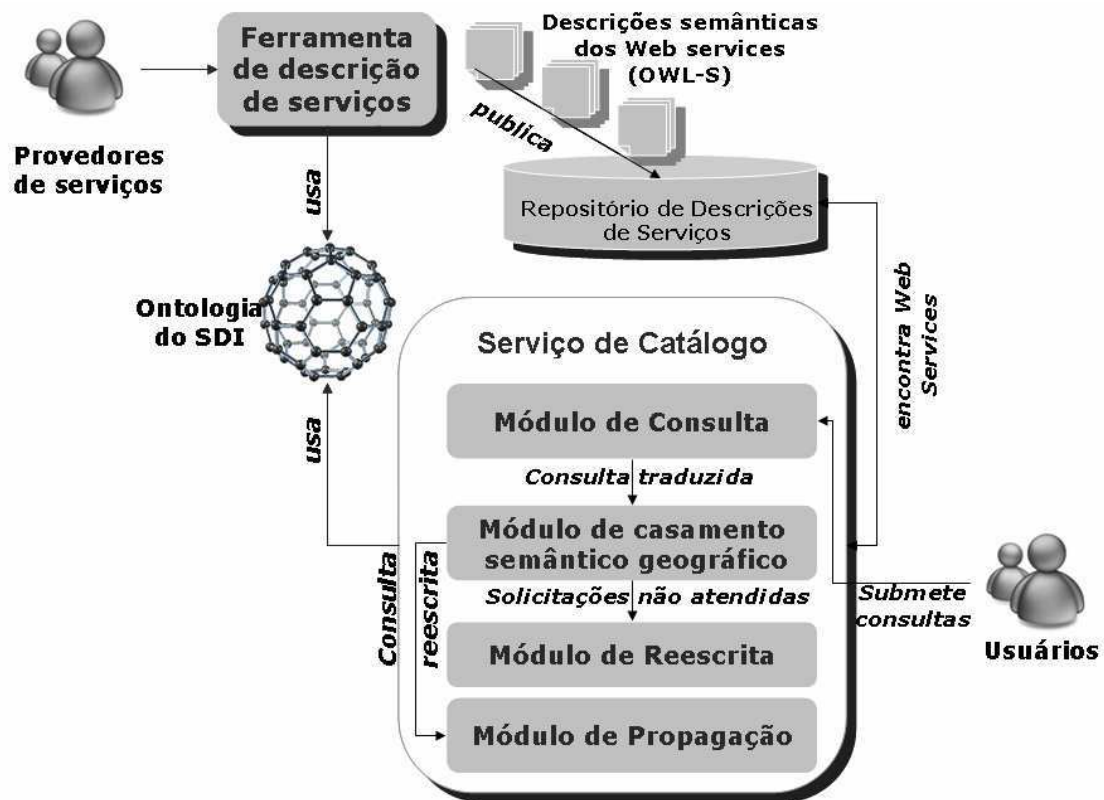 Ferramenta
de descrição
de serviços
Descrições semânticas
dos Web services
(OWL-S)
publica
Provedores
de serviços
usa
Repositório de Descrições
de Serviços
Ontologia
do SDI
encontra Web
Services
Serviço de Catálogo
Módulo de Consulta
usa
Consulta traduzida
Módulo de casamento
semântico geográfico
Consulta
reescrita
Solicitações não atendidas
Submete
consultas
Usuários
Módulo de Reescrita
Módulo de Propagação